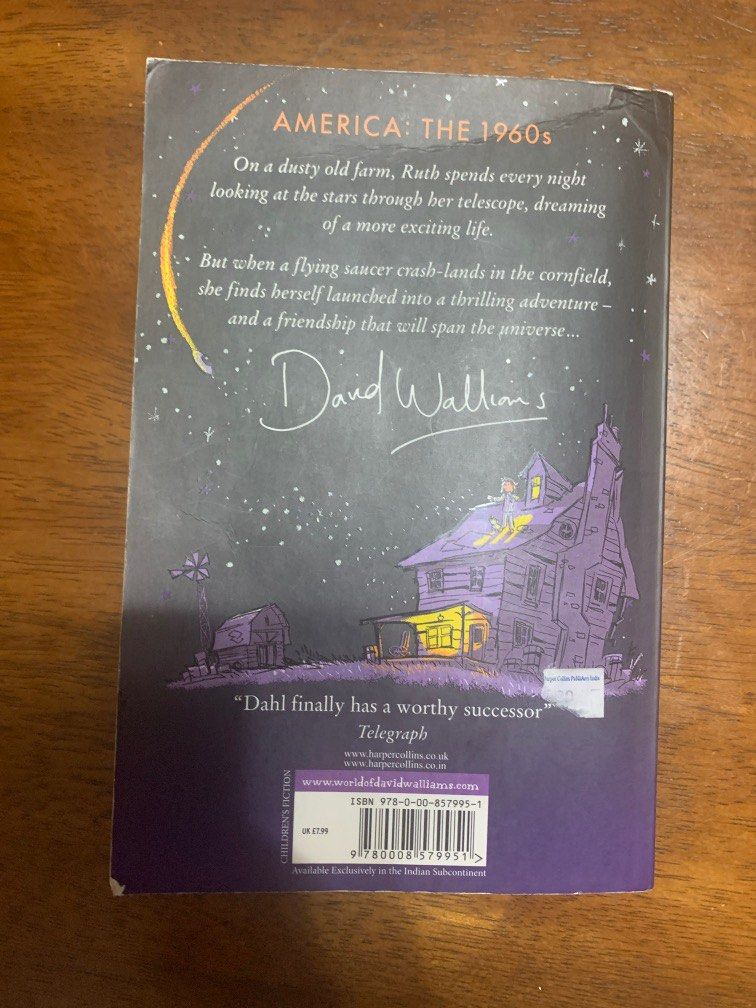 AMERICA: THE 1960s
On a dusty old farm, Ruth spends every night
looking at the stars through her telescope, dreaming
of a more exciting life.
But when a flying saucer crash-lands in the cornfield,
she finds herself launched into a thrilling adventure –
and a friendship that will span the universe...
David Walliams
"Dahl finally has a worthy successor"
Telegraph
www.harpercollins.co.uk
www.harpercollins.co.in
www.worldofdavidwalliams.com
CHILDREN'S FICTION
ISBN 978-0-00-857995-1
UK £7.99
9 780008 579951 >
Available Exclusively in the Indian Subcontinent
Collins Publishers India